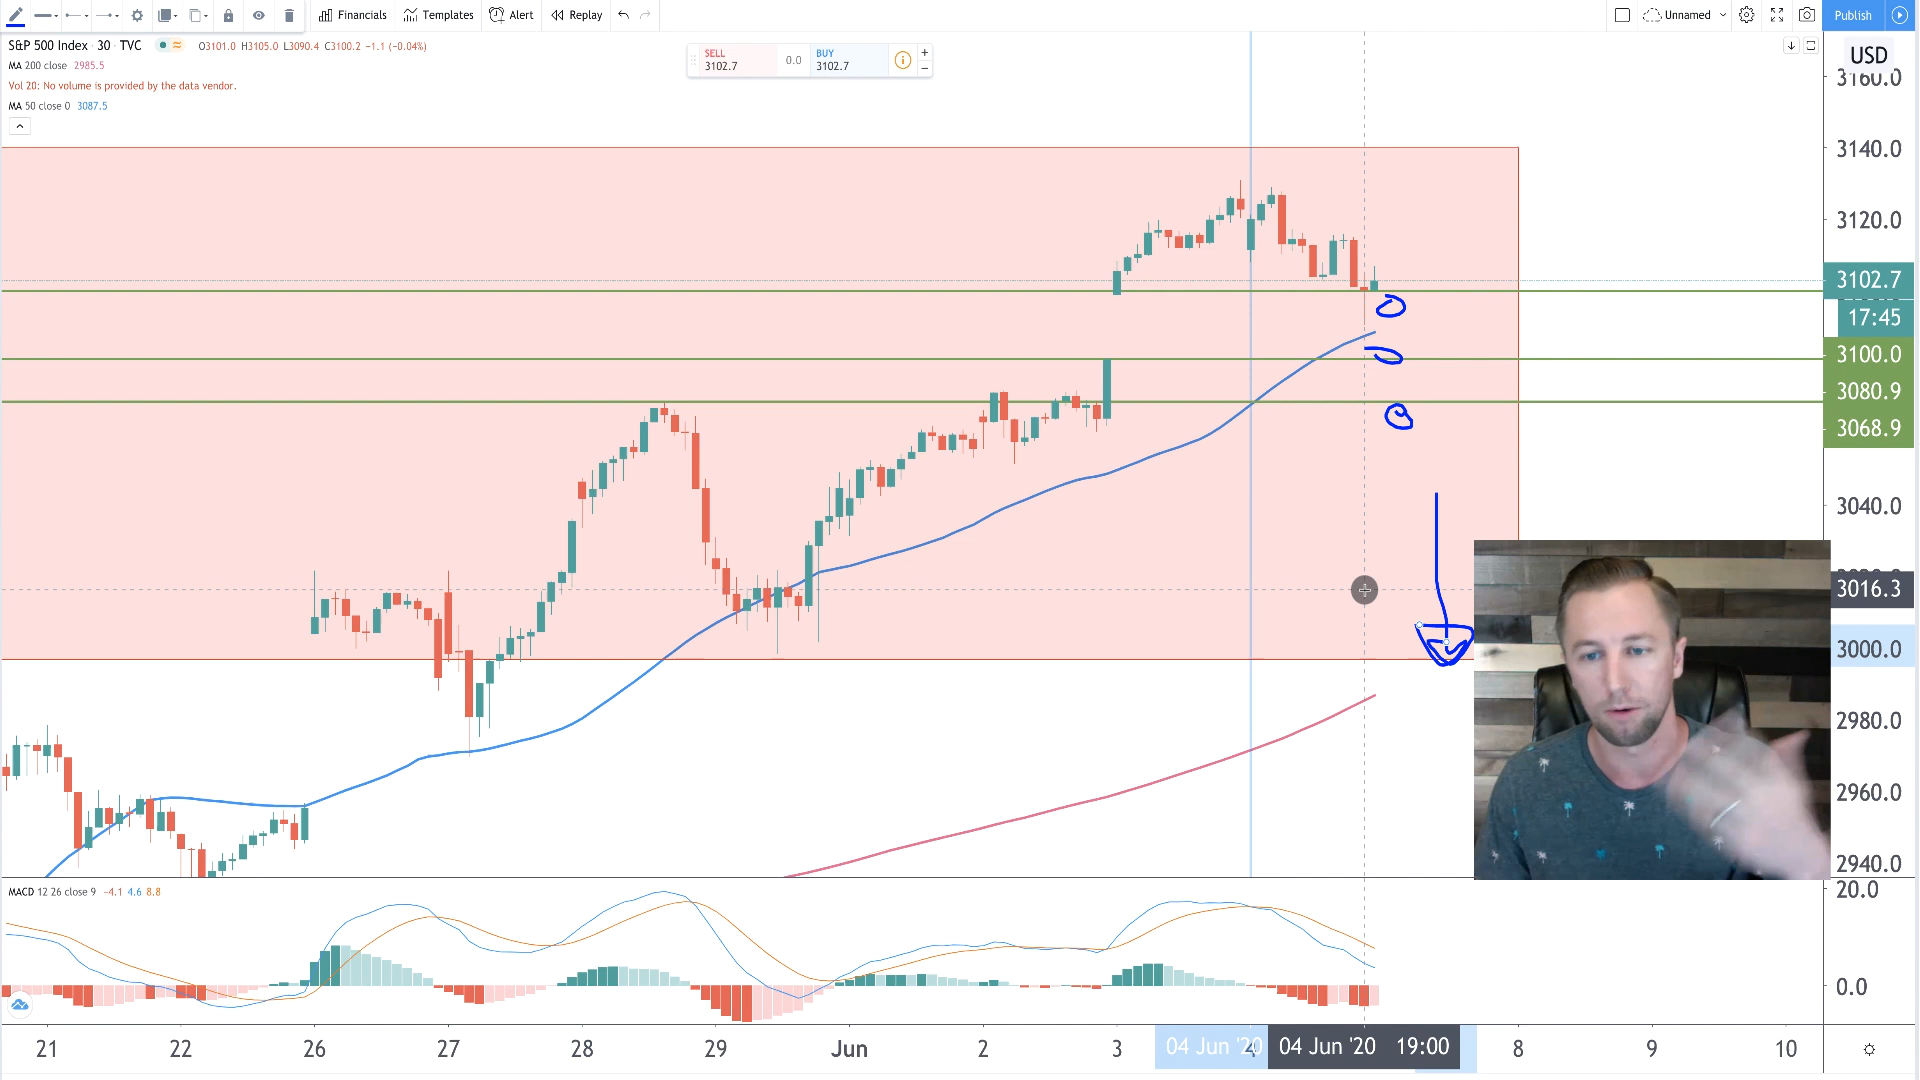 Financials Templates Alert Replay Unnamed Publish
S&P 500 Index · 30 · TVC O3101.0 H3105.0 L3090.4 C3100.2 −1.1 (−0.04%)
MA 200 close 2985.5
Vol 20: No volume is provided by the data vendor.
MA 50 close 0 3087.5
SELL
3102.7
0.0
BUY
3102.7
USD
3160.0
3140.0
3120.0
3102.7
17:45
3100.0
3080.9
3068.9
3040.0
3016.3
3000.0
2980.0
2960.0
2940.0
MACD 12 26 close 9 −4.1 4.6 8.8
20.0
0.0
21 22 26 27 28 29 Jun 2 3 04 Jun '20 4 04 Jun '20 19:00 8 9 10